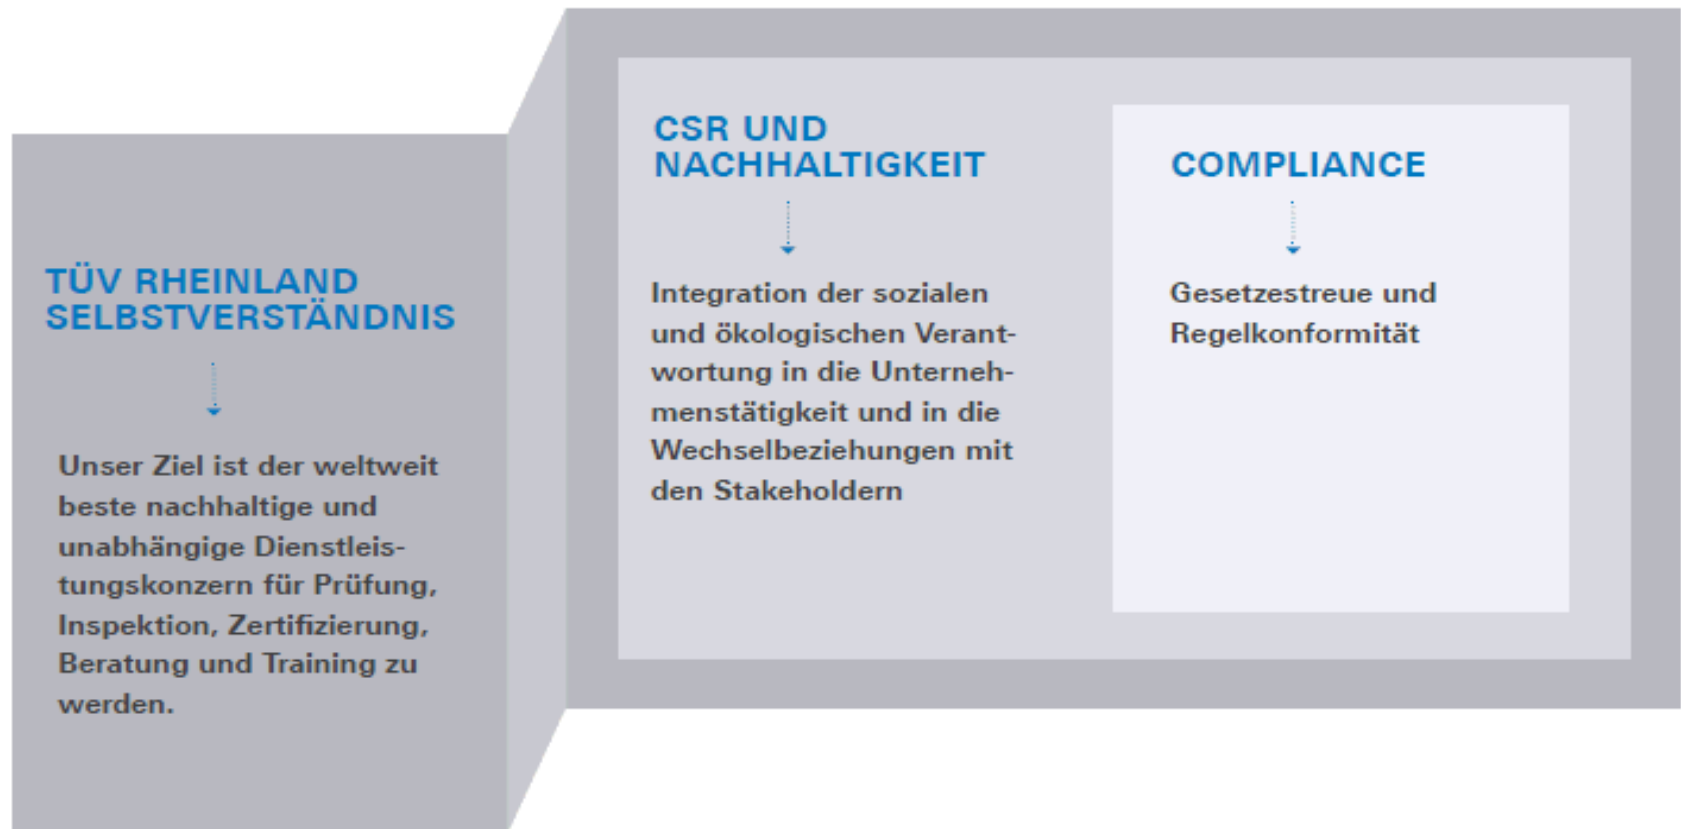 TÜV RHEINLAND
SELBSTVERSTÄNDNIS
Unser Ziel ist der weltweit
beste nachhaltige und
unabhängige Dienstleis-
tungskonzern für Prüfung,
Inspektion, Zertifizierung,
Beratung und Training zu
werden.
CSR UND
NACHHALTIGKEIT
Integration der sozialen
und ökologischen Verant-
wortung in die Unterneh-
menstätigkeit und in die
Wechselbeziehungen mit
den Stakeholdern
COMPLIANCE
Gesetzestreue und
Regelkonformität